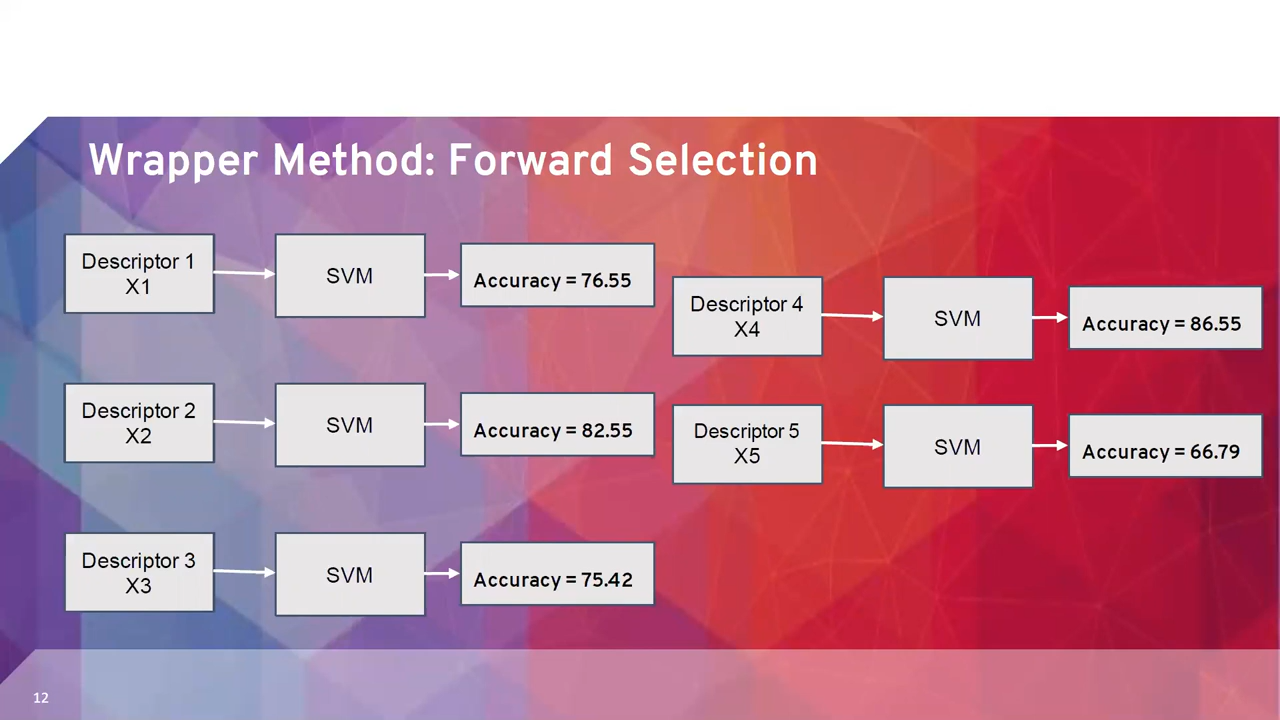 Wrapper Method: Forward Selection
Descriptor 1
X1
SVM
Accuracy = 76.55
Descriptor 2
X2
SVM
Accuracy = 82.55
Descriptor 3
X3
SVM
Accuracy = 75.42
Descriptor 4
X4
SVM
Accuracy = 86.55
Descriptor 5
X5
SVM
Accuracy = 66.79
12